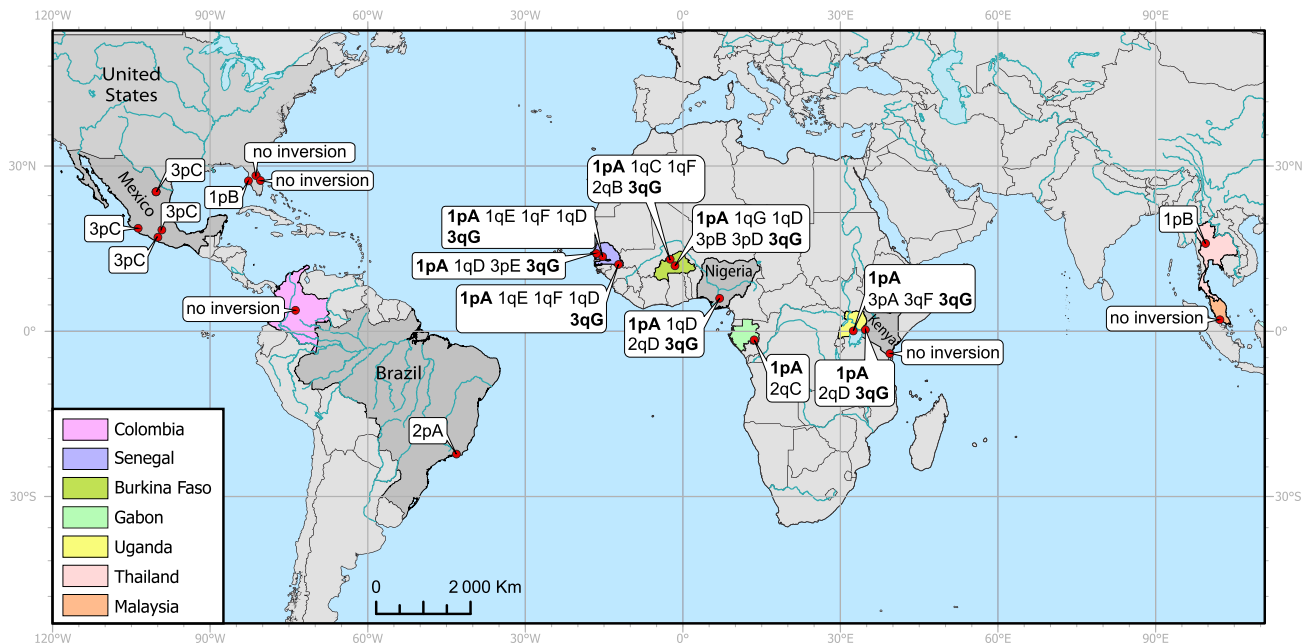 120°W 90°W 60°W 30°W 0° 30°E 60°E 90°E
United
States
no inversion
30°N
30°N
3pC
no inversion
1pB
Mexico
3pC
3pC
3pC
1pA 1qC 1qF
2qB 3qG
1pA 1qE 1qF 1qD
3qG
1pA 1qG 1qD
3pB 3pD 3qG
1pB
1pA 1qD 3pE 3qG
Nigeria
1pA
3pA 3qF 3qG
1pA 1qE 1qF 1qD
3qG
no inversion
no inversion
1pA 1qD
2qD 3qG
Kenya
0°
0°
no inversion
Brazil
1pA
2qC
1pA
2qD 3qG
2pA
Colombia
Senegal
Burkina Faso
30°S
30°S
Gabon
Uganda
Thailand
Malaysia
0 2 000 Km
120°W 90°W 60°W 30°W 0° 30°E 60°E 90°E